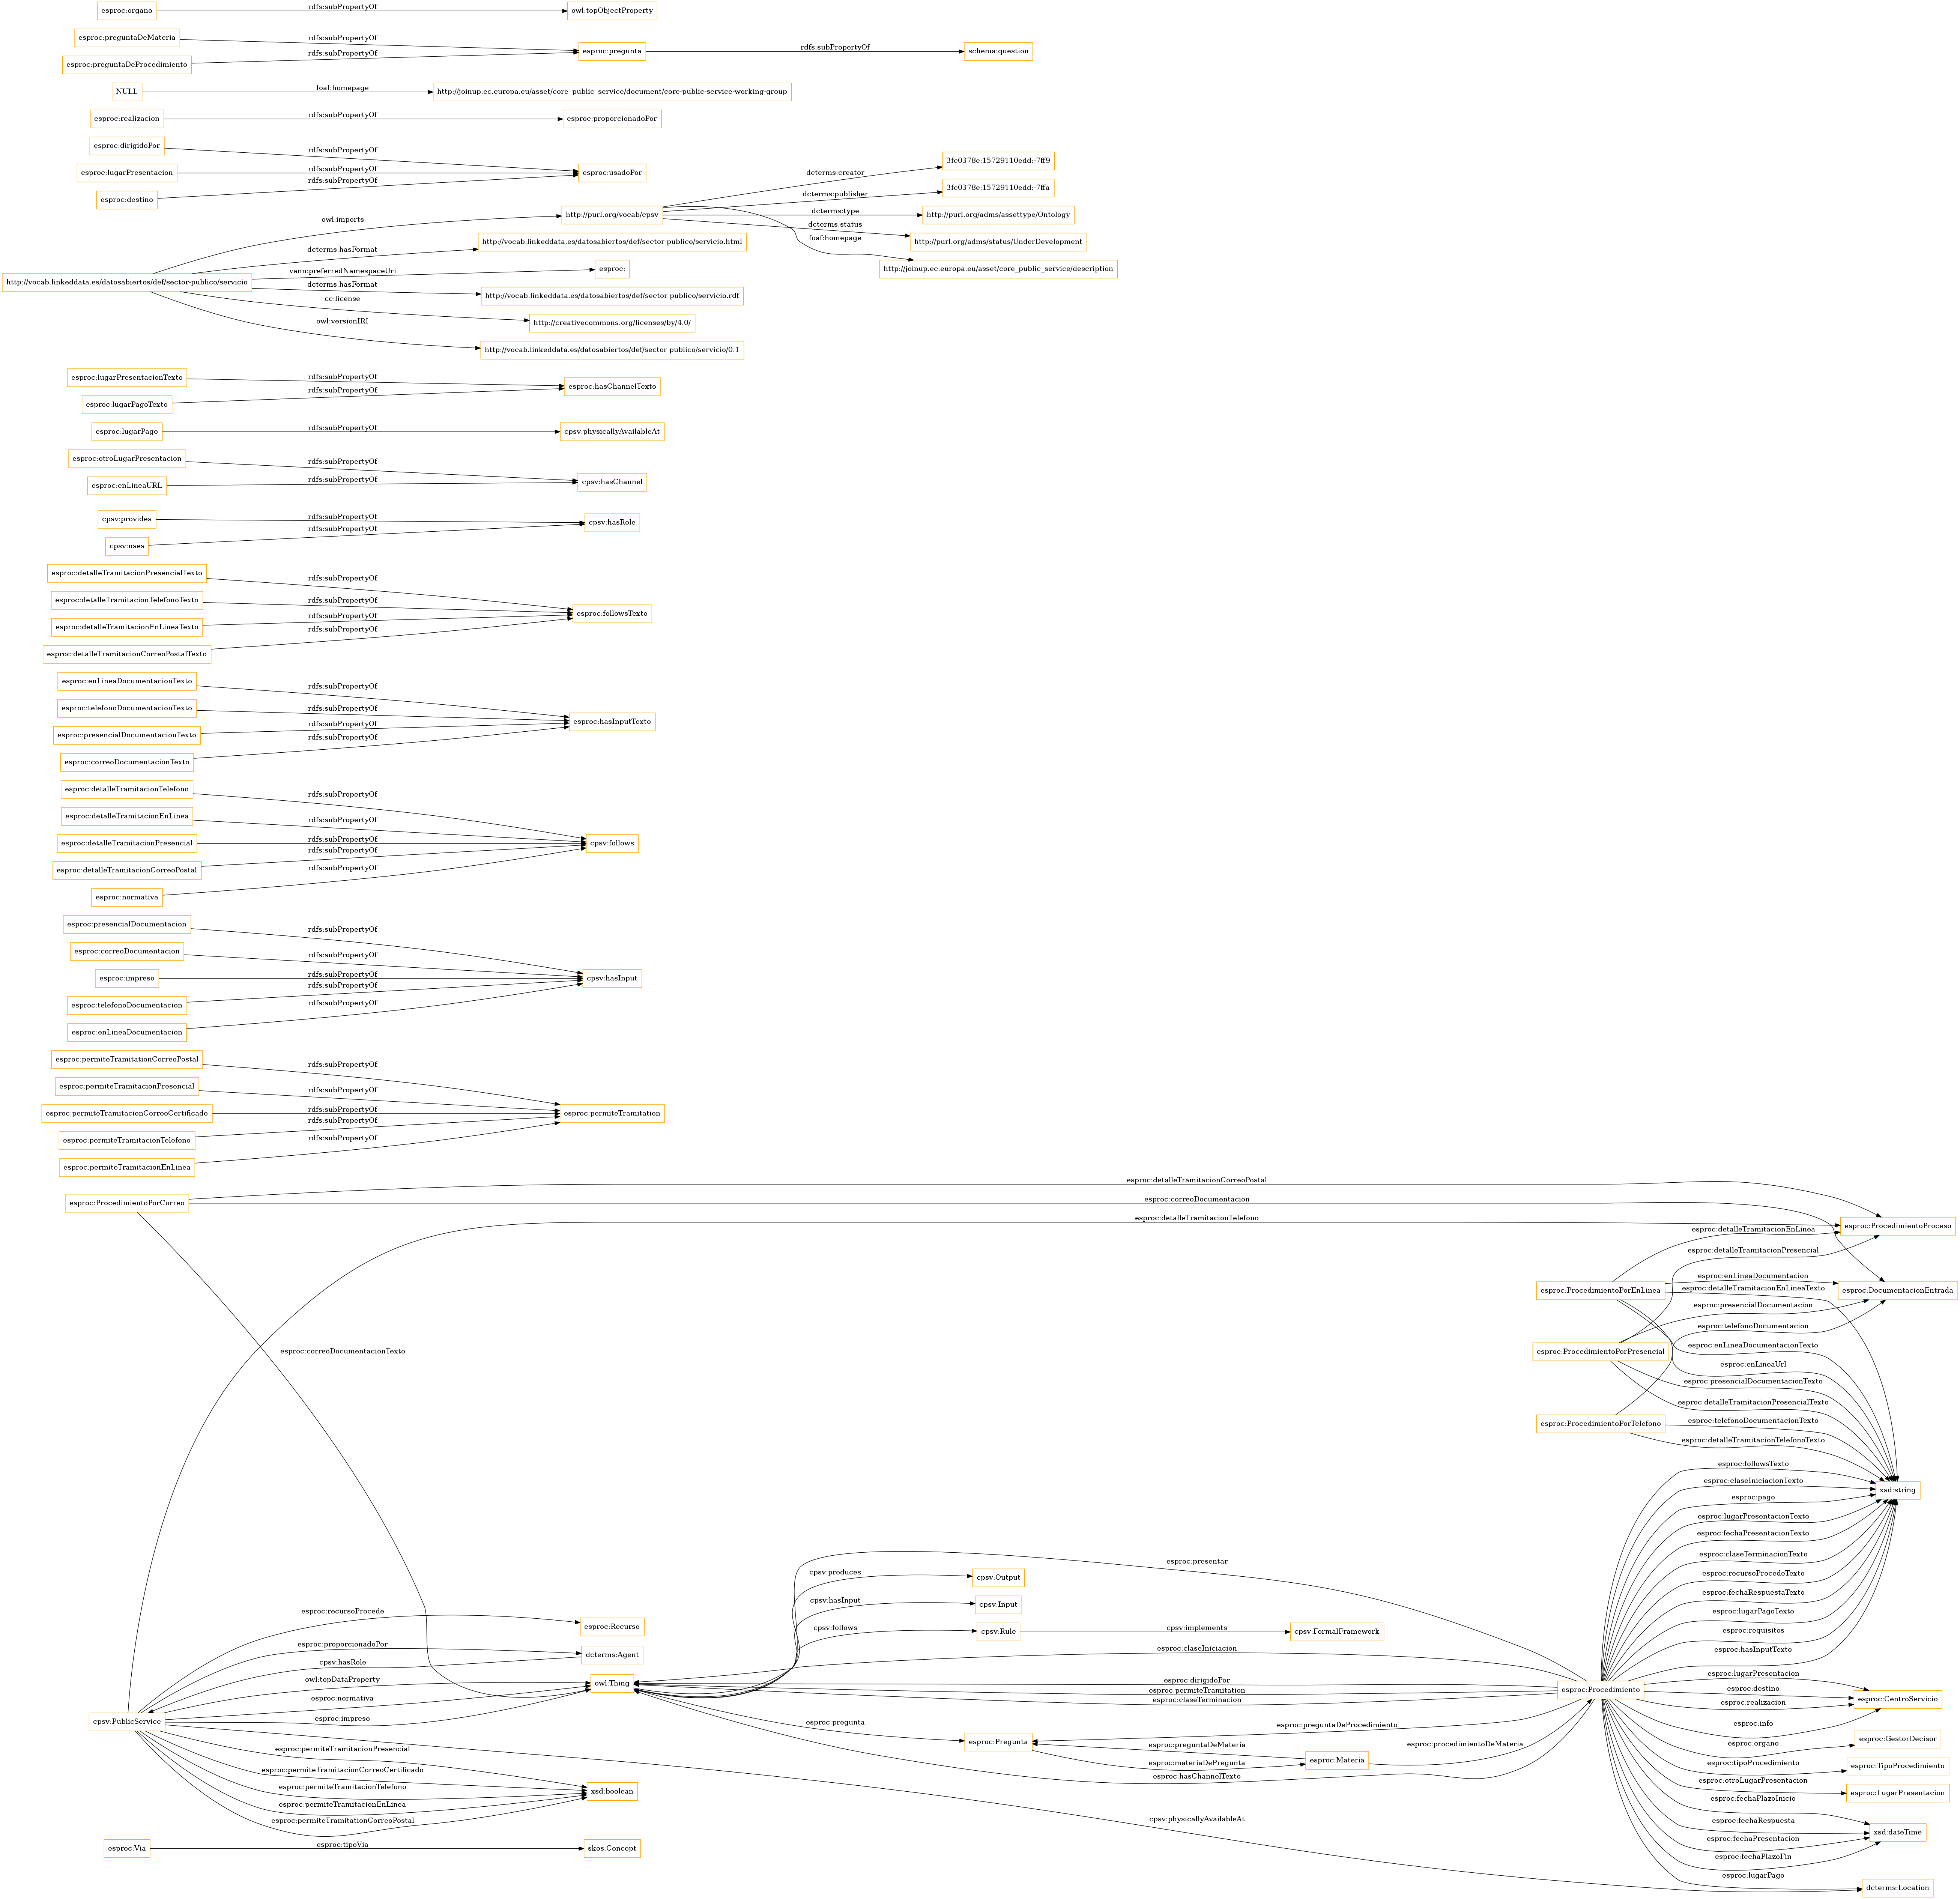 esproc:organo
rdfs:subPropertyOf
owl:topObjectProperty
esproc:preguntaDeMateria
rdfs:subPropertyOf
esproc:preguntaDeProcedimiento
rdfs:subPropertyOf
esproc:pregunta
rdfs:subPropertyOf
schema:question
NULL
foaf:homepage
http://joinup.ec.europa.eu/asset/core_public_service/document/core-public-service-working-group
esproc:realizacion
rdfs:subPropertyOf
esproc:proporcionadoPor
esproc:dirigidoPor
rdfs:subPropertyOf
esproc:lugarPresentacion
rdfs:subPropertyOf
esproc:destino
rdfs:subPropertyOf
esproc:usadoPor
http://vocab.linkeddata.es/datosabiertos/def/sector-publico/servicio
owl:imports
http://purl.org/vocab/cpsv
dcterms:creator
3fc0378e:15729110edd:-7ff9
dcterms:publisher
3fc0378e:15729110edd:-7ffa
dcterms:type
http://purl.org/adms/assettype/Ontology
dcterms:status
http://purl.org/adms/status/UnderDevelopment
foaf:homepage
http://joinup.ec.europa.eu/asset/core_public_service/description
dcterms:hasFormat
http://vocab.linkeddata.es/datosabiertos/def/sector-publico/servicio.html
vann:preferredNamespaceUri
esproc:
dcterms:hasFormat
http://vocab.linkeddata.es/datosabiertos/def/sector-publico/servicio.rdf
cc:license
http://creativecommons.org/licenses/by/4.0/
owl:versionIRI
http://vocab.linkeddata.es/datosabiertos/def/sector-publico/servicio/0.1
esproc:lugarPresentacionTexto
rdfs:subPropertyOf
esproc:lugarPagoTexto
rdfs:subPropertyOf
esproc:hasChannelTexto
esproc:lugarPago
rdfs:subPropertyOf
cpsv:physicallyAvailableAt
esproc:otroLugarPresentacion
rdfs:subPropertyOf
esproc:enLineaURL
rdfs:subPropertyOf
cpsv:hasChannel
cpsv:provides
rdfs:subPropertyOf
cpsv:uses
rdfs:subPropertyOf
cpsv:hasRole
esproc:detalleTramitacionPresencialTexto
rdfs:subPropertyOf
esproc:detalleTramitacionTelefonoTexto
rdfs:subPropertyOf
esproc:detalleTramitacionEnLineaTexto
rdfs:subPropertyOf
esproc:detalleTramitacionCorreoPostalTexto
rdfs:subPropertyOf
esproc:followsTexto
esproc:enLineaDocumentacionTexto
rdfs:subPropertyOf
esproc:telefonoDocumentacionTexto
rdfs:subPropertyOf
esproc:presencialDocumentacionTexto
rdfs:subPropertyOf
esproc:correoDocumentacionTexto
rdfs:subPropertyOf
esproc:hasInputTexto
esproc:detalleTramitacionTelefono
rdfs:subPropertyOf
esproc:detalleTramitacionEnLinea
rdfs:subPropertyOf
esproc:detalleTramitacionPresencial
rdfs:subPropertyOf
esproc:detalleTramitacionCorreoPostal
rdfs:subPropertyOf
esproc:normativa
rdfs:subPropertyOf
cpsv:follows
esproc:presencialDocumentacion
rdfs:subPropertyOf
esproc:correoDocumentacion
rdfs:subPropertyOf
esproc:impreso
rdfs:subPropertyOf
esproc:telefonoDocumentacion
rdfs:subPropertyOf
esproc:enLineaDocumentacion
rdfs:subPropertyOf
cpsv:hasInput
esproc:permiteTramitationCorreoPostal
rdfs:subPropertyOf
esproc:permiteTramitacionPresencial
rdfs:subPropertyOf
esproc:permiteTramitacionCorreoCertificado
rdfs:subPropertyOf
esproc:permiteTramitacionTelefono
rdfs:subPropertyOf
esproc:permiteTramitacionEnLinea
rdfs:subPropertyOf
esproc:permiteTramitation
esproc:ProcedimientoPorCorreo
esproc:detalleTramitacionCorreoPostal
esproc:correoDocumentacion
esproc:detalleTramitacionTelefono
esproc:correoDocumentacionTexto
esproc:ProcedimientoProceso
esproc:detalleTramitacionEnLinea
esproc:detalleTramitacionPresencial
esproc:ProcedimientoPorEnLinea
esproc:enLineaDocumentacion
esproc:detalleTramitacionEnLineaTexto
esproc:DocumentacionEntrada
esproc:presencialDocumentacion
esproc:telefonoDocumentacion
esproc:ProcedimientoPorPresencial
esproc:enLineaDocumentacionTexto
esproc:enLineaUrl
esproc:presencialDocumentacionTexto
esproc:detalleTramitacionPresencialTexto
esproc:ProcedimientoPorTelefono
esproc:telefonoDocumentacionTexto
esproc:detalleTramitacionTelefonoTexto
esproc:followsTexto
esproc:claseIniciacionTexto
xsd:string
esproc:pago
esproc:lugarPresentacionTexto
esproc:fechaPresentacionTexto
esproc:claseTerminacionTexto
esproc:recursoProcedeTexto
esproc:fechaRespuestaTexto
esproc:lugarPagoTexto
esproc:requisitos
esproc:hasInputTexto
esproc:presentar
cpsv:produces
cpsv:Output
cpsv:hasInput
cpsv:Input
cpsv:follows
cpsv:Rule
cpsv:implements
cpsv:FormalFramework
esproc:recursoProcede
esproc:Recurso
esproc:proporcionadoPor
dcterms:Agent
cpsv:hasRole
owl:topDataProperty
owl:Thing
esproc:normativa
esproc:impreso
cpsv:PublicService
esproc:claseIniciacion
esproc:dirigidoPor
esproc:permiteTramitation
esproc:claseTerminacion
esproc:Procedimiento
esproc:lugarPresentacion
esproc:destino
esproc:realizacion
esproc:CentroServicio
esproc:info
esproc:organo
esproc:GestorDecisor
esproc:tipoProcedimiento
esproc:TipoProcedimiento
esproc:otroLugarPresentacion
esproc:LugarPresentacion
esproc:pregunta
esproc:Pregunta
esproc:preguntaDeProcedimiento
esproc:preguntaDeMateria
esproc:procedimientoDeMateria
esproc:materiaDePregunta
esproc:Materia
esproc:hasChannelTexto
esproc:permiteTramitacionPresencial
esproc:permiteTramitacionCorreoCertificado
esproc:permiteTramitacionTelefono
esproc:permiteTramitacionEnLinea
esproc:permiteTramitationCorreoPostal
xsd:boolean
esproc:fechaPlazoInicio
esproc:fechaRespuesta
xsd:dateTime
esproc:fechaPresentacion
esproc:fechaPlazoFin
esproc:lugarPago
cpsv:physicallyAvailableAt
dcterms:Location
esproc:Via
esproc:tipoVia
skos:Concept